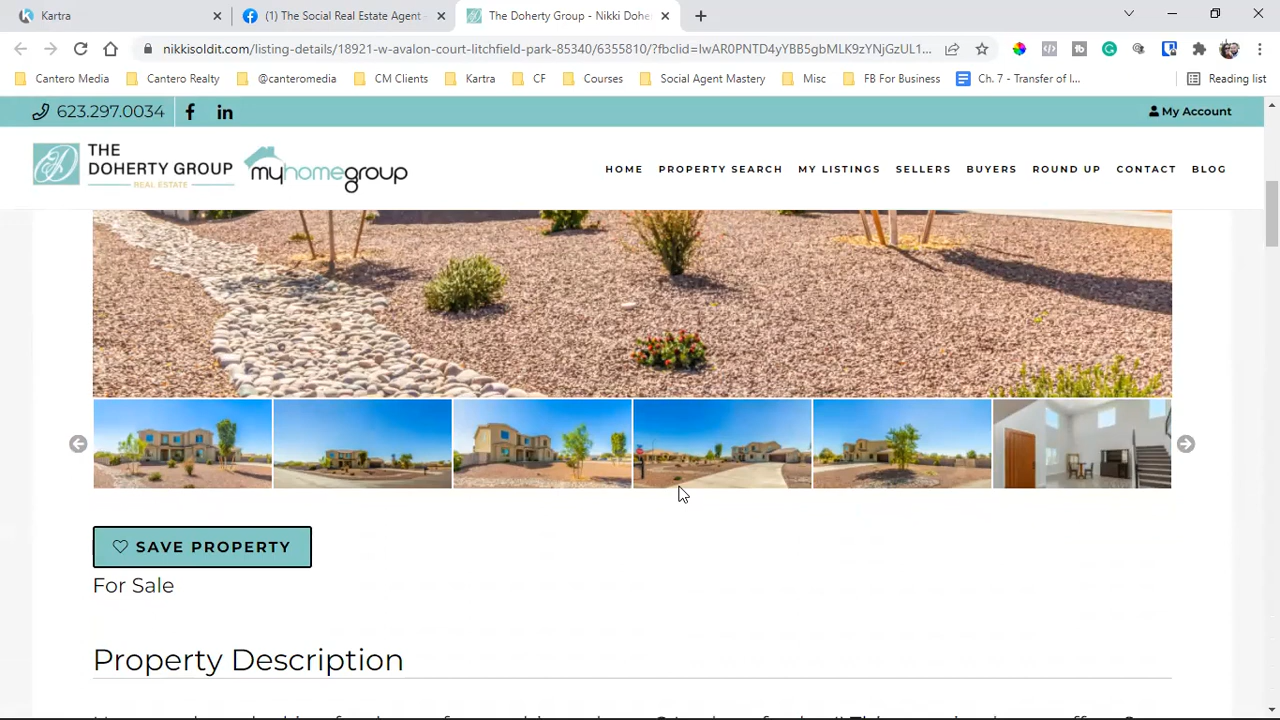 Kartra
(1) The Social Real Estate Agent
The Doherty Group - Nikki Dohe
nikkisoldit.com/listing-details/18921-w-avalon-court-litchfield-park-85340/6355810/?fbclid=IwAR0PNTD4yYBB5gbMLK9zYNjGzUL1...
Cantero Media
Cantero Realty
@canteromedia
CM Clients
Kartra
CF
Courses
Social Agent Mastery
Misc
FB For Business
Ch. 7 - Transfer of I...
Reading list
623.297.0034
My Account
THE
DOHERTY GROUP
REAL ESTATE
myhomegroup
HOME
PROPERTY SEARCH
MY LISTINGS
SELLERS
BUYERS
ROUND UP
CONTACT
BLOG
SAVE PROPERTY
For Sale
Property Description